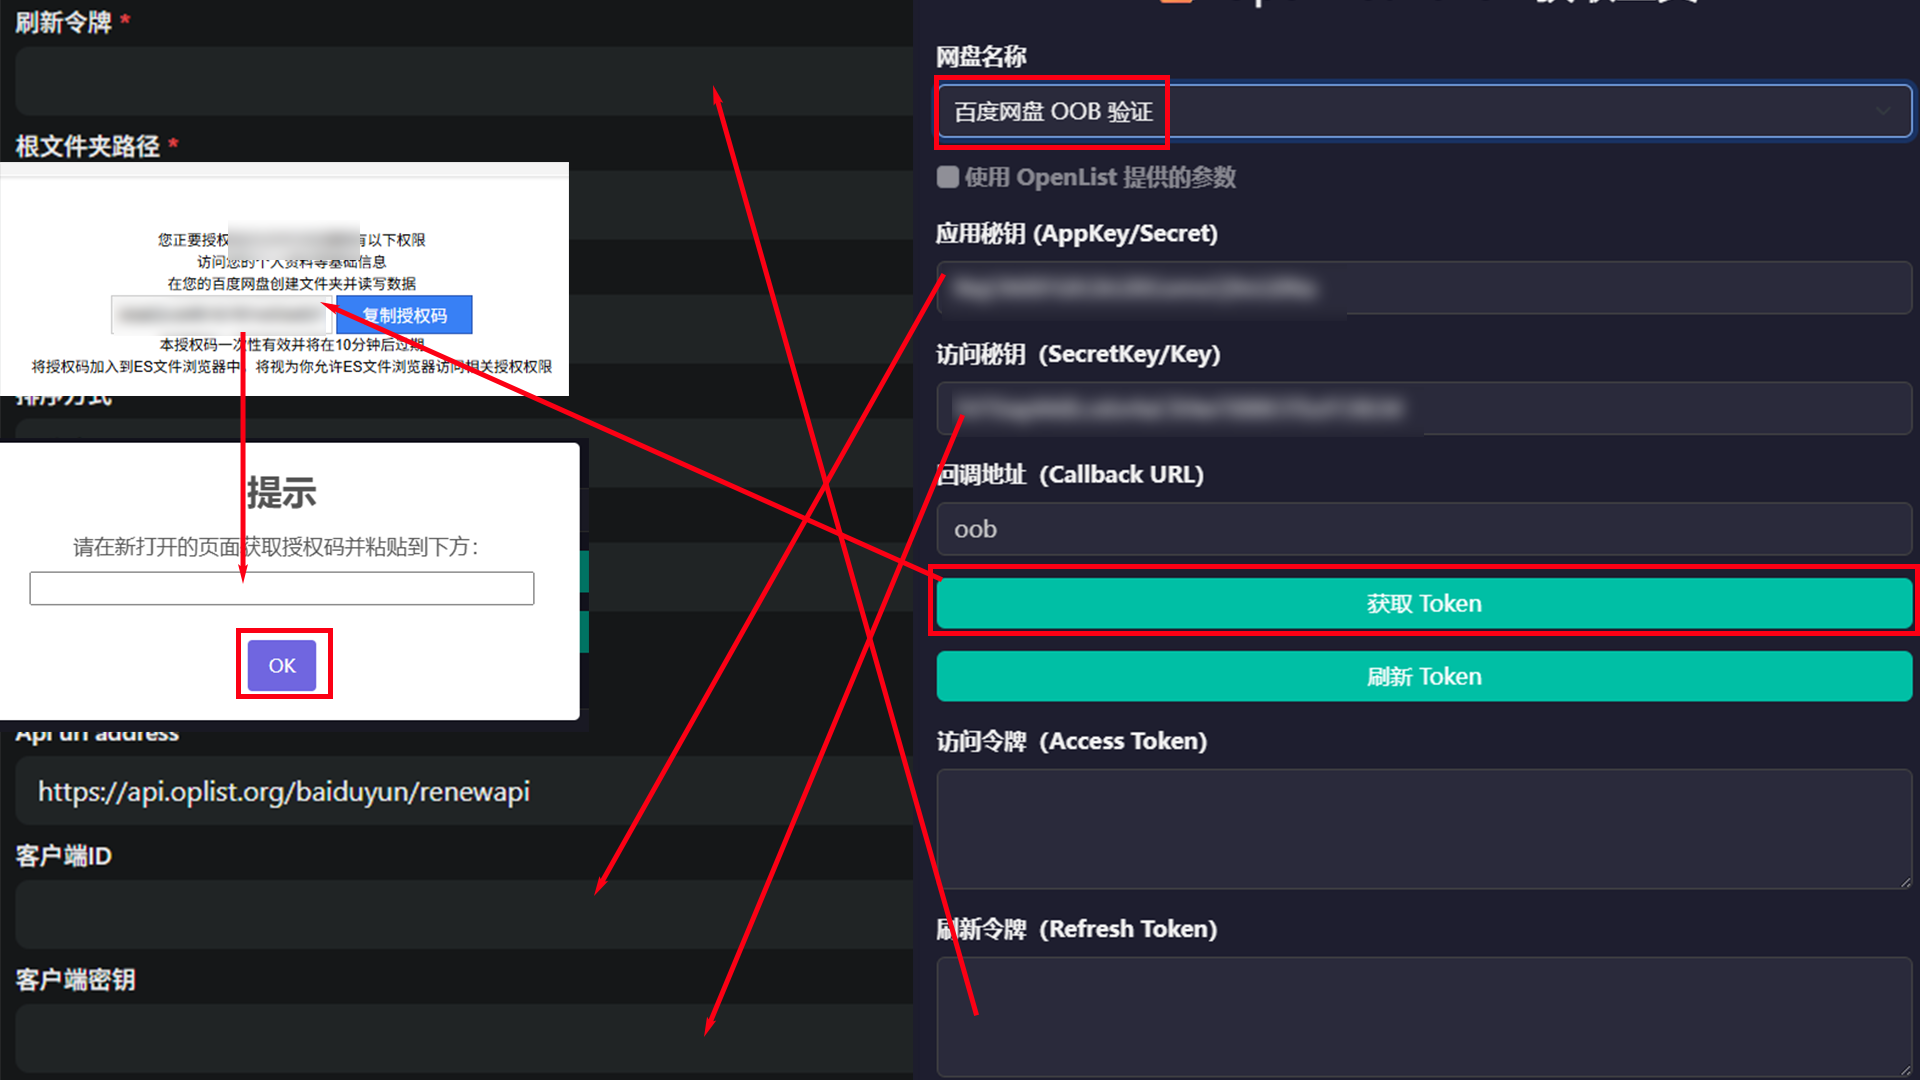 刷新令牌 *
根文件夹路径 *
您正要授权
有以下权限
访问您的个人资料等基础信息
在您的百度网盘创建文件夹并读写数据
复制授权码
本授权码一次性有效并将在10分钟后过期
将授权码加入到ES文件浏览器中，将视为你允许ES文件浏览器访问相关授权权限
排序方式
提示
请在新打开的页面获取授权码并粘贴到下方：
OK
Api url address
https://api.oplist.org/baiduyun/renewapi
客户端ID
客户端密钥
网盘名称
百度网盘 OOB 验证
使用 OpenList 提供的参数
应用秘钥 (AppKey/Secret)
访问秘钥 (SecretKey/Key)
回调地址 (Callback URL)
oob
获取 Token
刷新 Token
访问令牌 (Access Token)
刷新令牌 (Refresh Token)